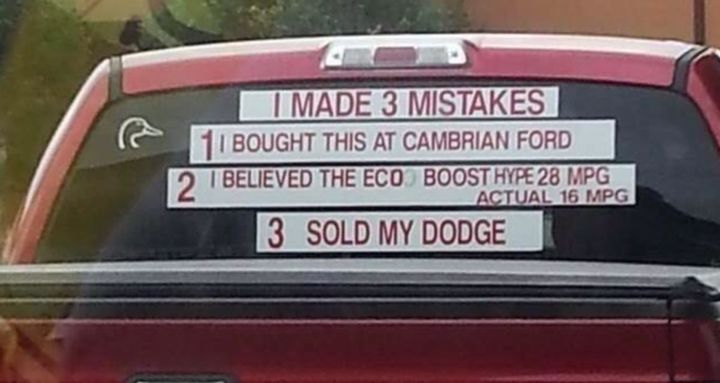 I MADE 3 MISTAKES
1 I BOUGHT THIS AT CAMBRIAN FORD
2 I BELIEVED THE ECO BOOST HYPE 28 MPG
ACTUAL 16 MPG
3 SOLD MY DODGE